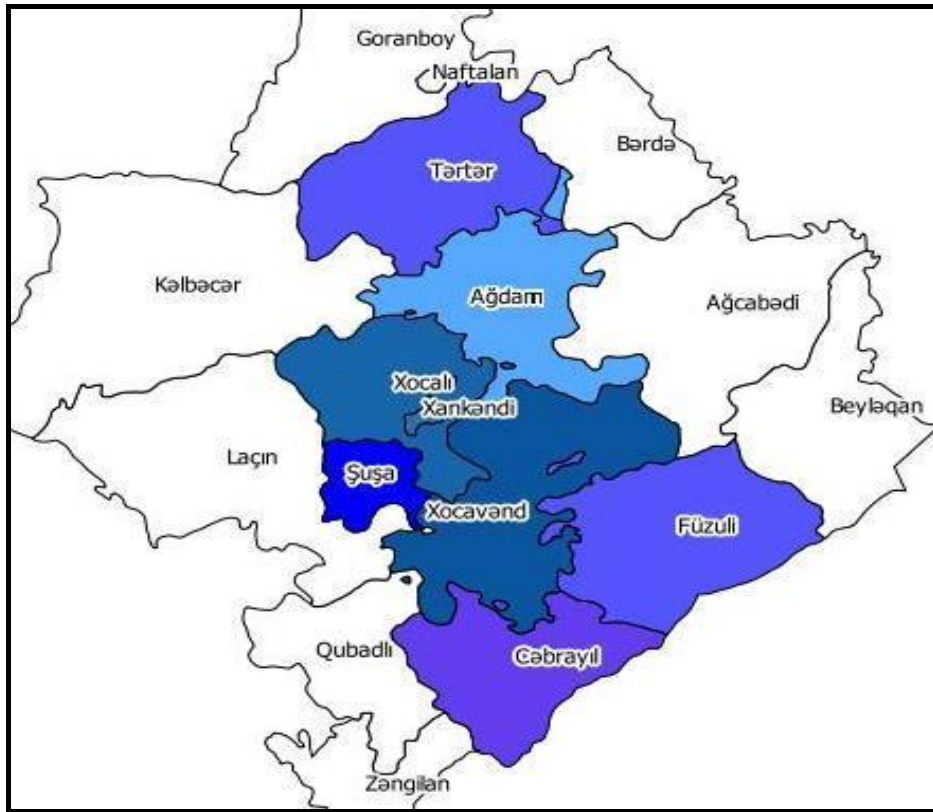 Goranboy
Naftalan
Bərdə
Tərtər
Kəlbəcər
Ağdam
Ağcabədi
Xocalı
Xankəndi
Beyləqan
Laçın
Şuşa
Xocavənd
Füzuli
Qubadlı
Cəbrayıl
Zəngilan